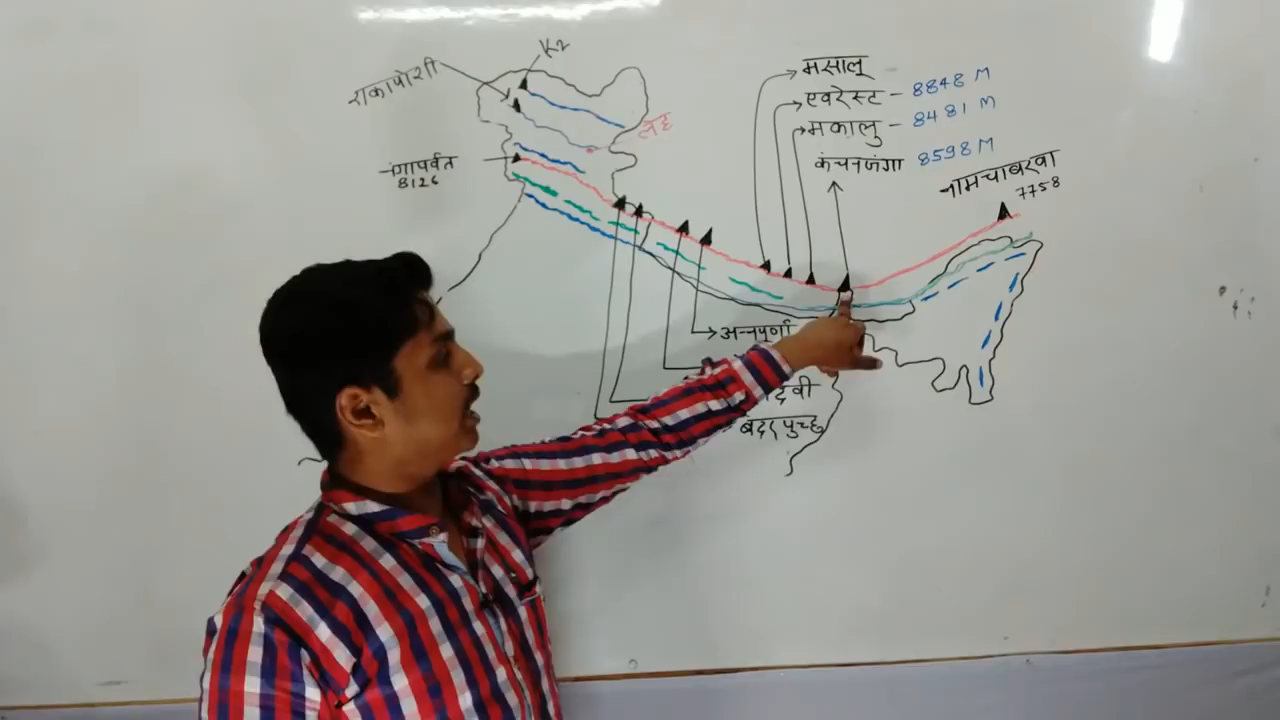 K2
राकापोशी
लेह
नंगापर्वत
8126
मसालू
एवरेस्ट - 8848 M
मकालु - 8481 M
कंचनजंगा 8598 M
नामचाबरवा
7758
अन्नपूर्णा
बंदरपुच्छ